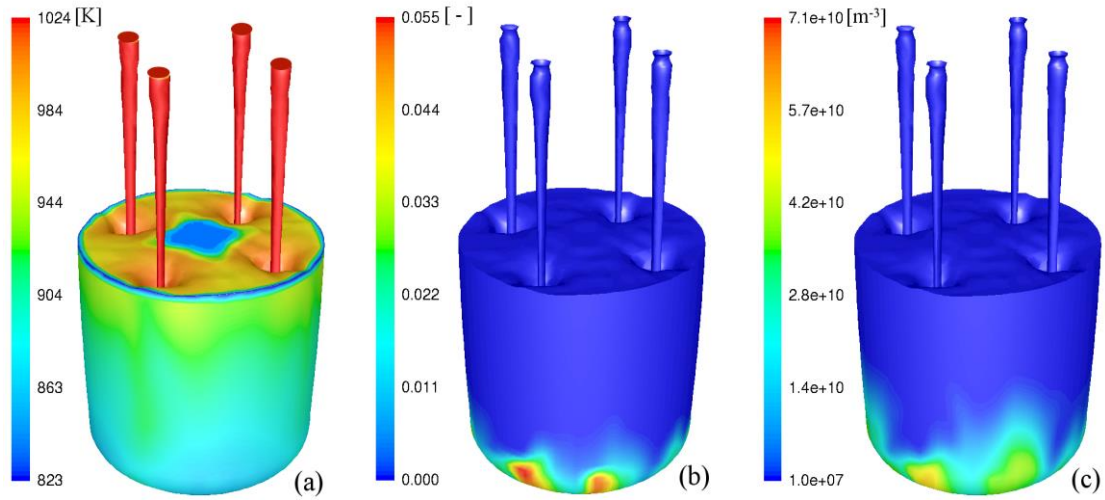 1024 [K]
984
944
904
863
823
(a)
0.055 [ - ]
0.044
0.033
0.022
0.011
0.000
(b)
7.1e+10 [m⁻³]
5.7e+10
4.2e+10
2.8e+10
1.4e+10
1.0e+07
(c)